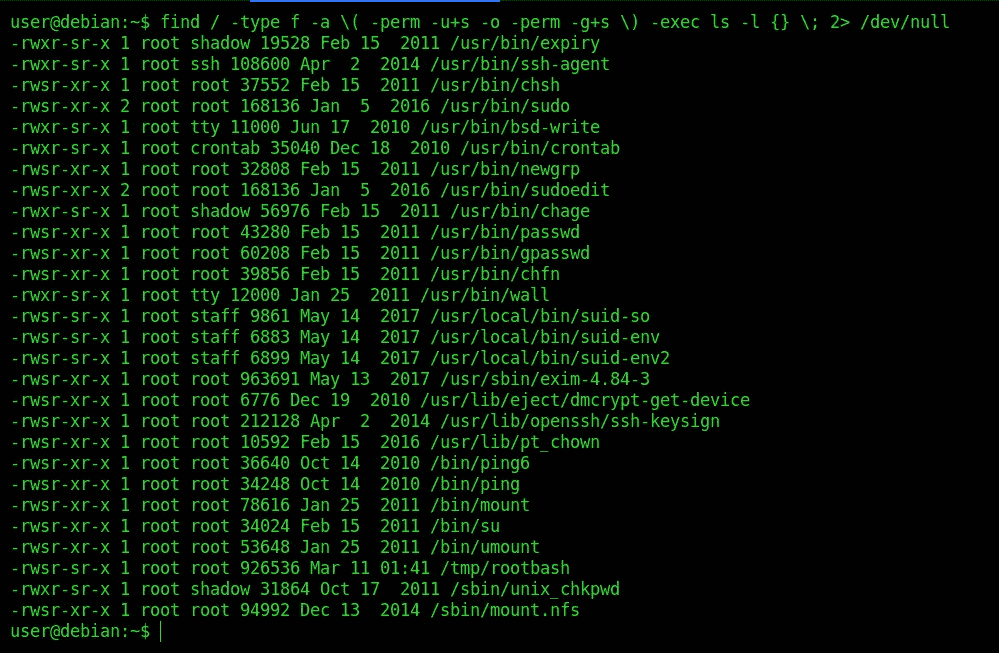 user@debian:~$ find / -type f -a \( -perm -u+s -o -perm -g+s \) -exec ls -l {} \; 2> /dev/null
-rwxr-sr-x 1 root shadow 19528 Feb 15  2011 /usr/bin/expiry
-rwxr-sr-x 1 root ssh 108600 Apr  2  2014 /usr/bin/ssh-agent
-rwsr-xr-x 1 root root 37552 Feb 15  2011 /usr/bin/chsh
-rwsr-xr-x 2 root root 168136 Jan  5  2016 /usr/bin/sudo
-rwxr-sr-x 1 root tty 11000 Jun 17  2010 /usr/bin/bsd-write
-rwxr-sr-x 1 root crontab 35040 Dec 18  2010 /usr/bin/crontab
-rwsr-xr-x 1 root root 32808 Feb 15  2011 /usr/bin/newgrp
-rwsr-xr-x 2 root root 168136 Jan  5  2016 /usr/bin/sudoedit
-rwxr-sr-x 1 root shadow 56976 Feb 15  2011 /usr/bin/chage
-rwsr-xr-x 1 root root 43280 Feb 15  2011 /usr/bin/passwd
-rwsr-xr-x 1 root root 60208 Feb 15  2011 /usr/bin/gpasswd
-rwsr-xr-x 1 root root 39856 Feb 15  2011 /usr/bin/chfn
-rwxr-sr-x 1 root tty 12000 Jan 25  2011 /usr/bin/wall
-rwsr-sr-x 1 root staff 9861 May 14  2017 /usr/local/bin/suid-so
-rwsr-sr-x 1 root staff 6883 May 14  2017 /usr/local/bin/suid-env
-rwsr-sr-x 1 root staff 6899 May 14  2017 /usr/local/bin/suid-env2
-rwsr-xr-x 1 root root 963691 May 13  2017 /usr/sbin/exim-4.84-3
-rwsr-xr-x 1 root root 6776 Dec 19  2010 /usr/lib/eject/dmcrypt-get-device
-rwsr-xr-x 1 root root 212128 Apr  2  2014 /usr/lib/openssh/ssh-keysign
-rwsr-xr-x 1 root root 10592 Feb 15  2016 /usr/lib/pt_chown
-rwsr-xr-x 1 root root 36640 Oct 14  2010 /bin/ping6
-rwsr-xr-x 1 root root 34248 Oct 14  2010 /bin/ping
-rwsr-xr-x 1 root root 78616 Jan 25  2011 /bin/mount
-rwsr-xr-x 1 root root 34024 Feb 15  2011 /bin/su
-rwsr-xr-x 1 root root 53648 Jan 25  2011 /bin/umount
-rwsr-sr-x 1 root root 926536 Mar 11 01:41 /tmp/rootbash
-rwxr-sr-x 1 root shadow 31864 Oct 17  2011 /sbin/unix_chkpwd
-rwsr-xr-x 1 root root 94992 Dec 13  2014 /sbin/mount.nfs
user@debian:~$